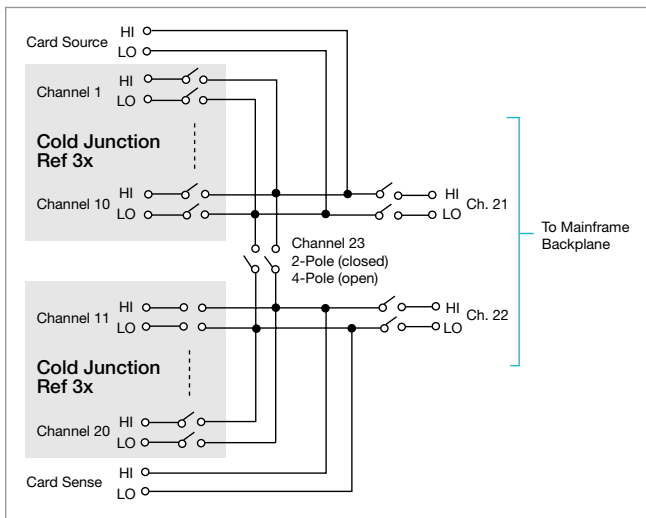 Card Source
HI
LO
Channel 1
HI
LO
Cold Junction
Ref 3x
Channel 10
HI
LO
HI
LO
Ch. 21
To Mainframe
Backplane
Channel 23
2-Pole (closed)
4-Pole (open)
Channel 11
HI
LO
HI
LO
Ch. 22
Cold Junction
Ref 3x
Channel 20
HI
LO
Card Sense
HI
LO